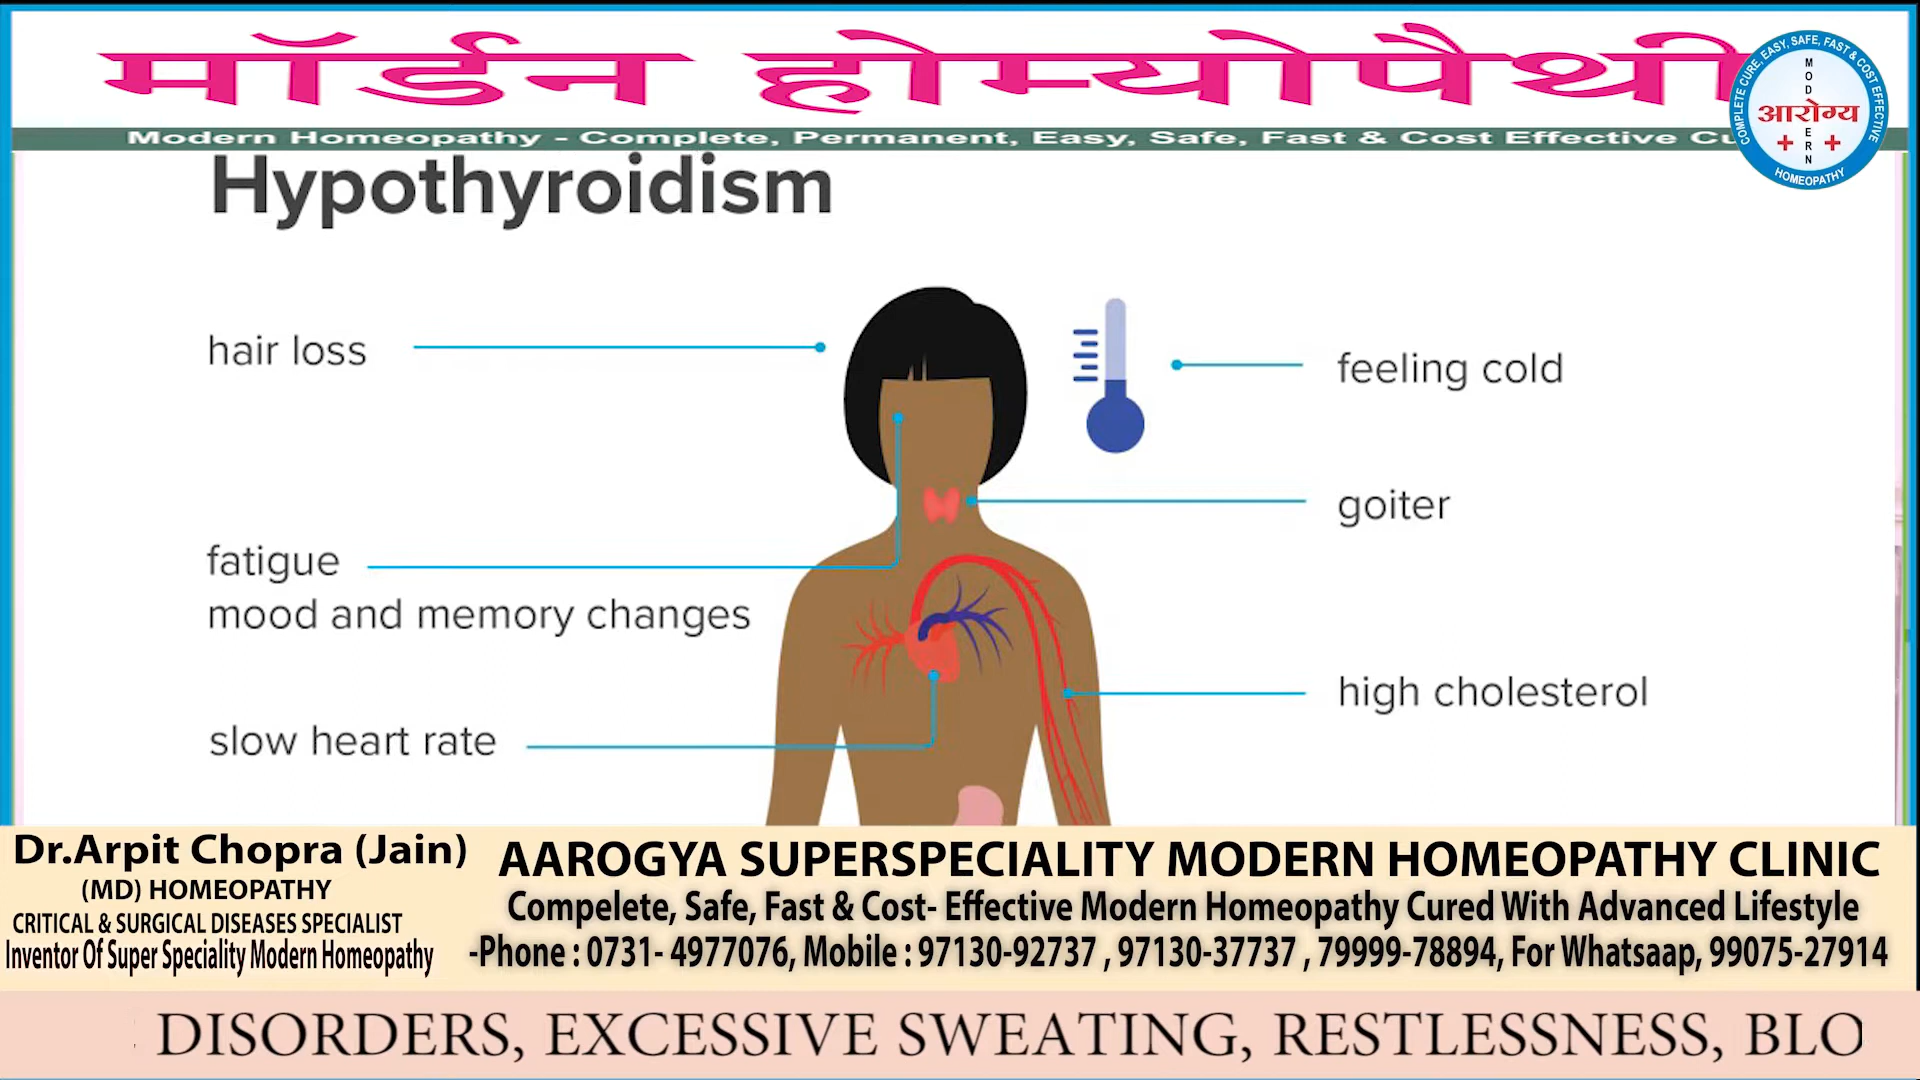 मॉर्डन होम्योपैथी
Modern Homeopathy - Complete, Permanent, Easy, Safe, Fast & Cost Effective
COMPLETE CURE, EASY, SAFE, FAST & COST EFFECTIVE
MODERN
आरोग्य
HOMEOPATHY
Hypothyroidism
hair loss
feeling cold
goiter
fatigue
mood and memory changes
high cholesterol
slow heart rate
Dr.Arpit Chopra (Jain)
(MD) HOMEOPATHY
CRITICAL & SURGICAL DISEASES SPECIALIST
Inventor Of Super Speciality Modern Homeopathy
AAROGYA SUPERSPECIALITY MODERN HOMEOPATHY CLINIC
Compelete, Safe, Fast & Cost- Effective Modern Homeopathy Cured With Advanced Lifestyle
-Phone : 0731- 4977076, Mobile : 97130-92737 , 97130-37737 , 79999-78894, For Whatsaap, 99075-27914
DISORDERS, EXCESSIVE SWEATING, RESTLESSNESS, BLO